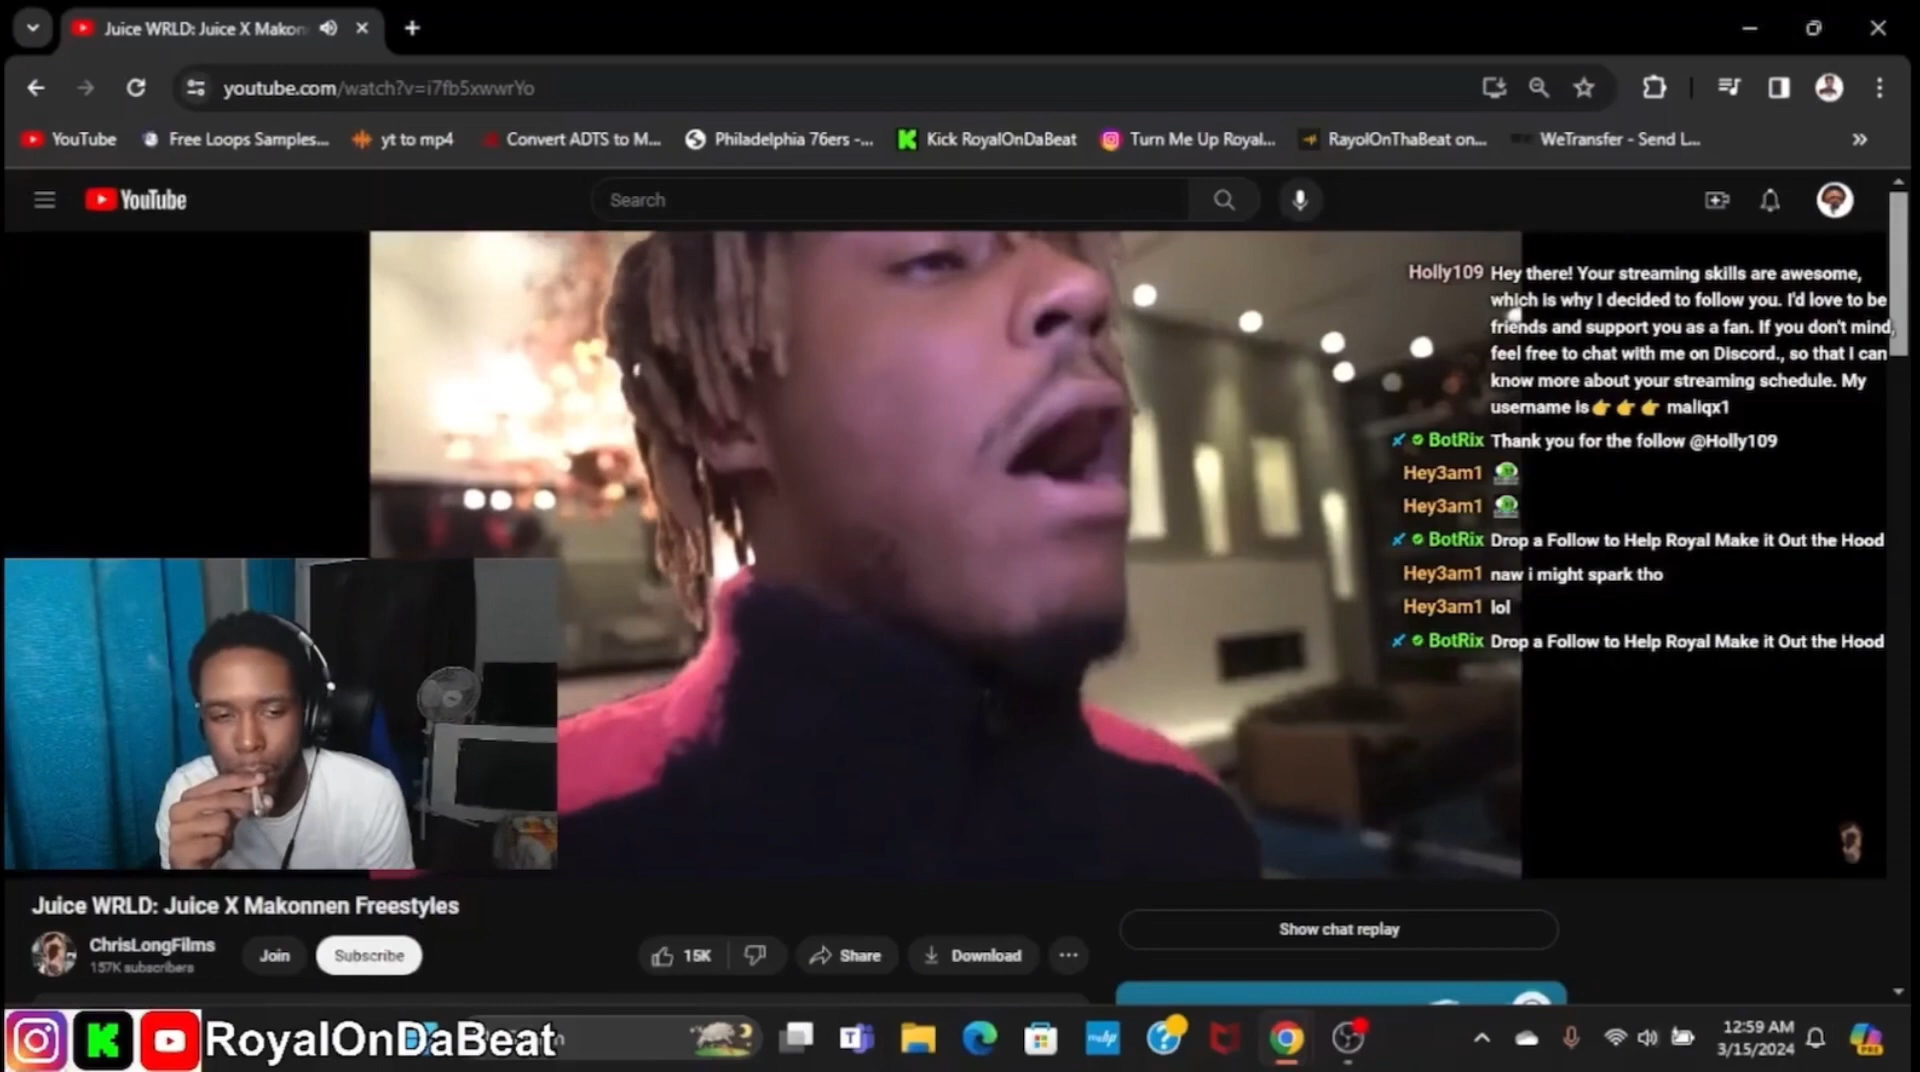 Juice WRLD: Juice X Makon
youtube.com/watch?v=i7fb5xwwrYo
YouTube
Free Loops Samples...
yt to mp4
Convert ADTS to M...
Philadelphia 76ers -...
Kick RoyalOnDaBeat
Turn Me Up Royal...
RayolOnThaBeat on...
WeTransfer - Send L...
YouTube
Search
Holly109 Hey there! Your streaming skills are awesome,
which is why I decided to follow you. I'd love to be
friends and support you as a fan. If you don't mind,
feel free to chat with me on Discord., so that I can
know more about your streaming schedule. My
username is👉👉👉 maliqx1
BotRix Thank you for the follow @Holly109
Hey3am1
Hey3am1
BotRix Drop a Follow to Help Royal Make it Out the Hood
Hey3am1 naw i might spark tho
Hey3am1 lol
BotRix Drop a Follow to Help Royal Make it Out the Hood
Juice WRLD: Juice X Makonnen Freestyles
ChrisLongFilms
157K subscribers
Join
Subscribe
15K
Share
Download
Show chat replay
RoyalOnDaBeat
12:59 AM
3/15/2024